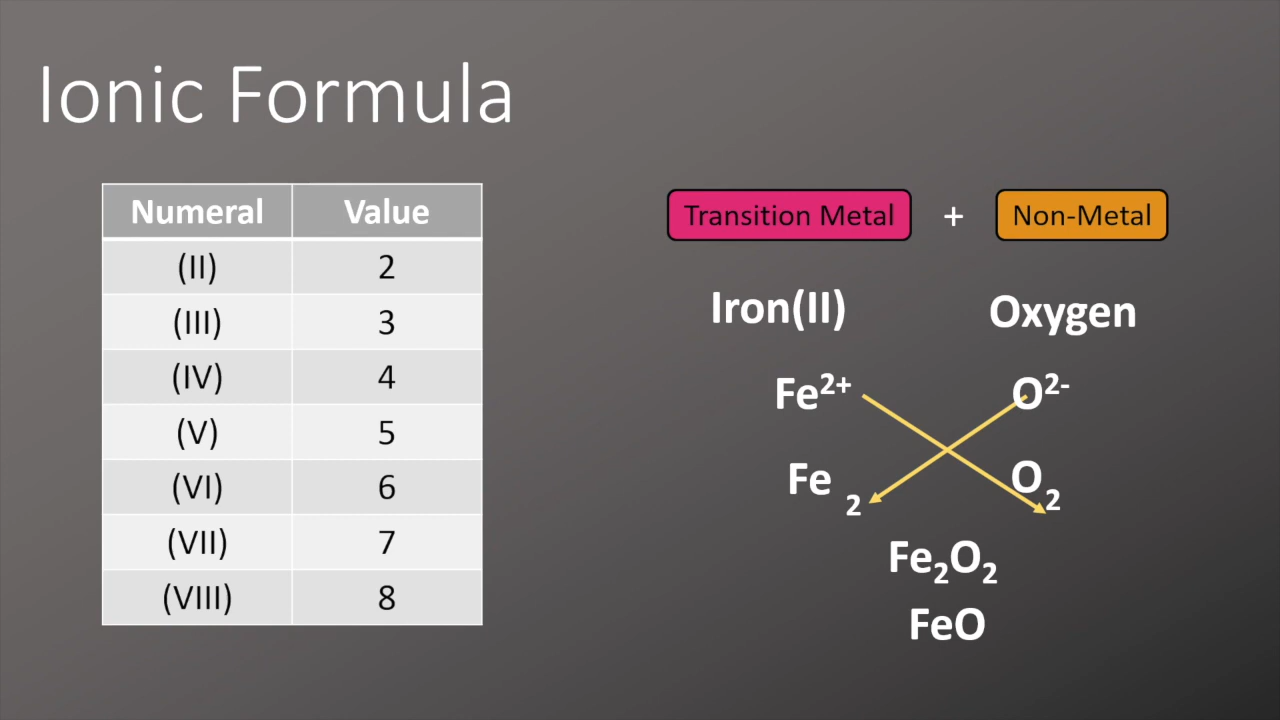 Ionic Formula
Numeral Value
(II) 2
(III) 3
(IV) 4
(V) 5
(VI) 6
(VII) 7
(VIII) 8
Transition Metal + Non-Metal
Iron(II) Oxygen
Fe²⁺ O²⁻
Fe ₂ O₂
Fe₂O₂
FeO